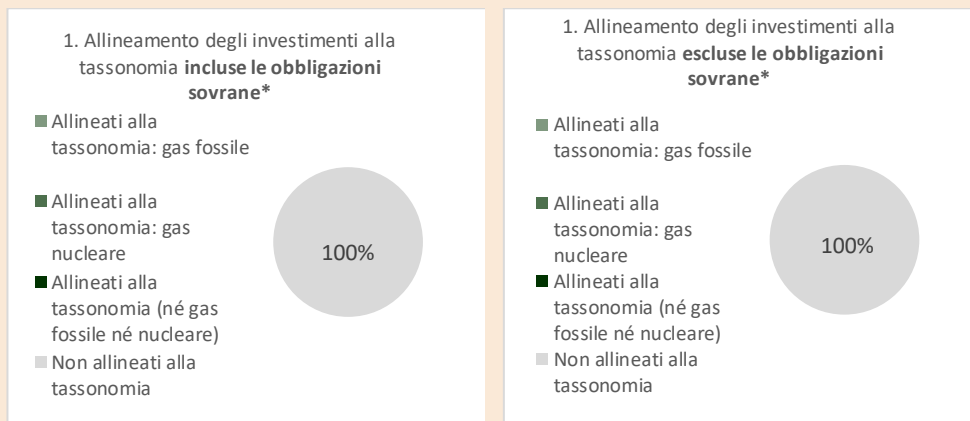 1. Allineamento degli investimenti alla
tassonomia incluse le obbligazioni
sovrane*
Allineati alla
tassonomia: gas fossile
Allineati alla
tassonomia: gas
nucleare
Allineati alla
tassonomia (né gas
fossile né nucleare)
Non allineati alla
tassonomia
100%
1. Allineamento degli investimenti alla
tassonomia escluse le obbligazioni
sovrane*
Allineati alla
tassonomia: gas fossile
Allineati alla
tassonomia: gas
nucleare
Allineati alla
tassonomia (né gas
fossile né nucleare)
Non allineati alla
tassonomia
100%